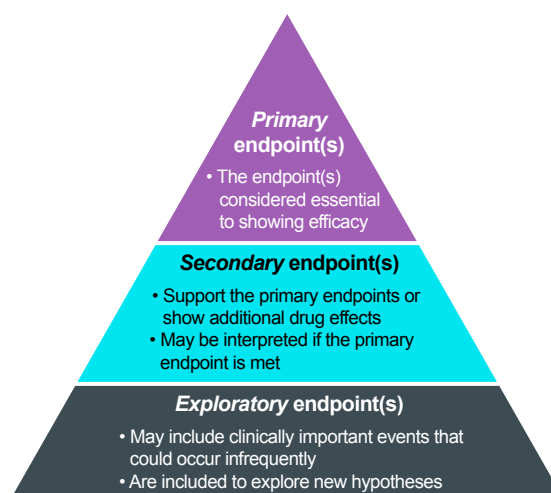 Primary
endpoint(s)
• The endpoint(s)
considered essential
to showing efficacy
Secondary endpoint(s)
• Support the primary endpoints or
show additional drug effects
• May be interpreted if the primary
endpoint is met
Exploratory endpoint(s)
• May include clinically important events that
could occur infrequently
• Are included to explore new hypotheses